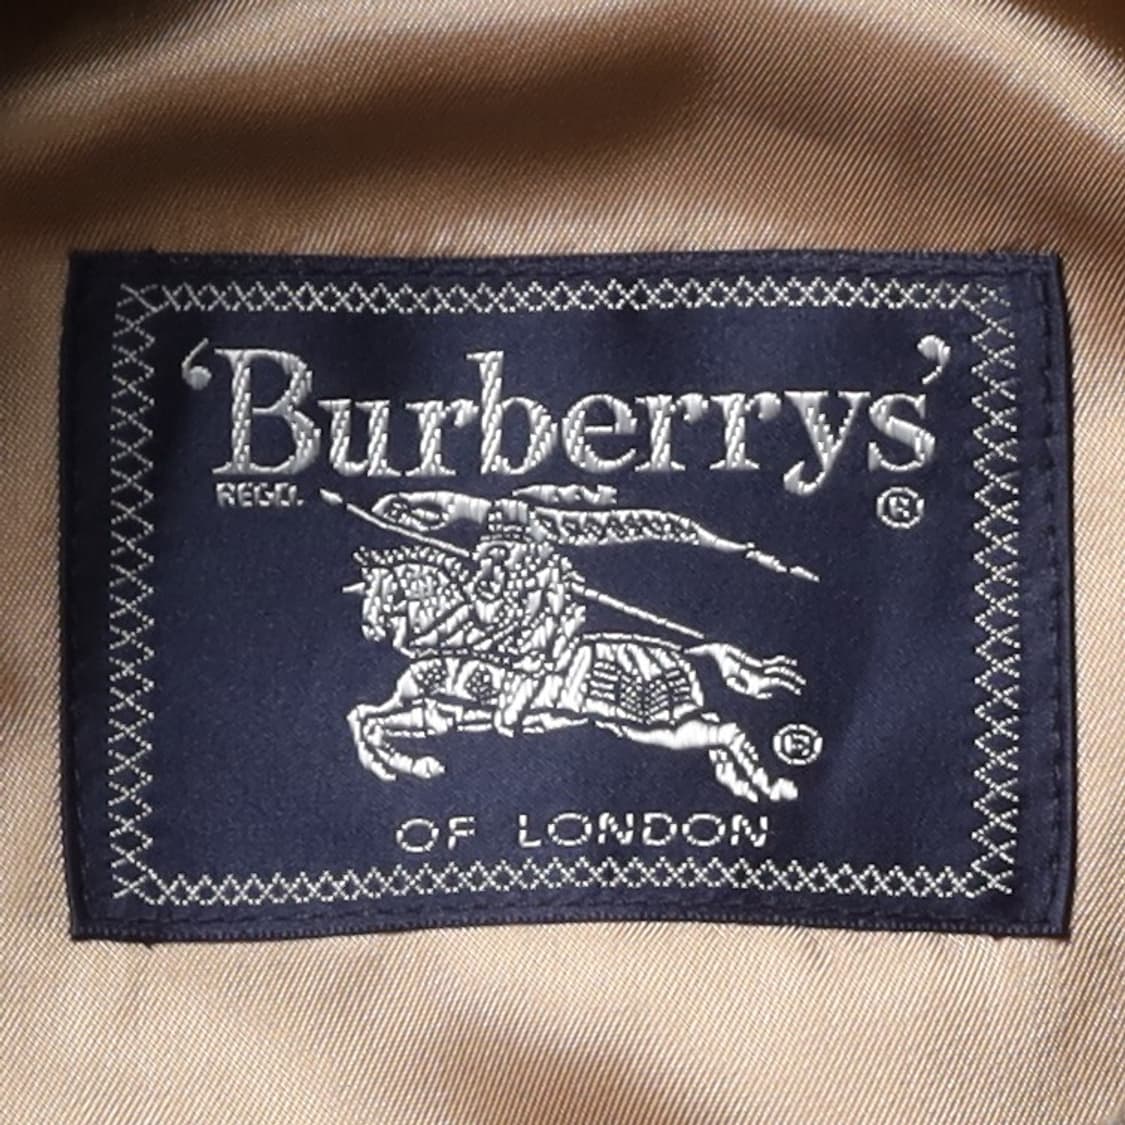 ‘Burberrys’
REGD. ®
®
OF LONDON